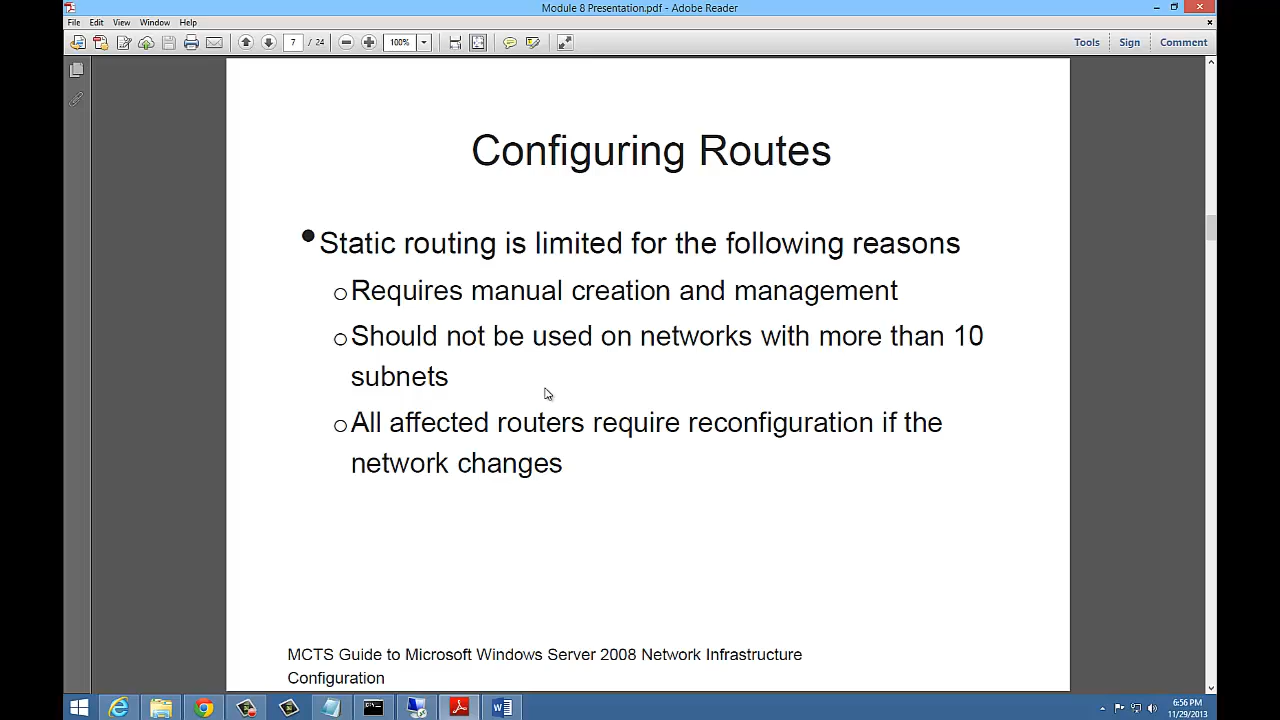 Module 8 Presentation.pdf - Adobe Reader
File Edit View Window Help
7 / 24 100% Tools Sign Comment
Configuring Routes
•Static routing is limited for the following reasons
oRequires manual creation and management
oShould not be used on networks with more than 10
subnets
oAll affected routers require reconfiguration if the
network changes
MCTS Guide to Microsoft Windows Server 2008 Network Infrastructure
Configuration
6:56 PM
11/29/2013